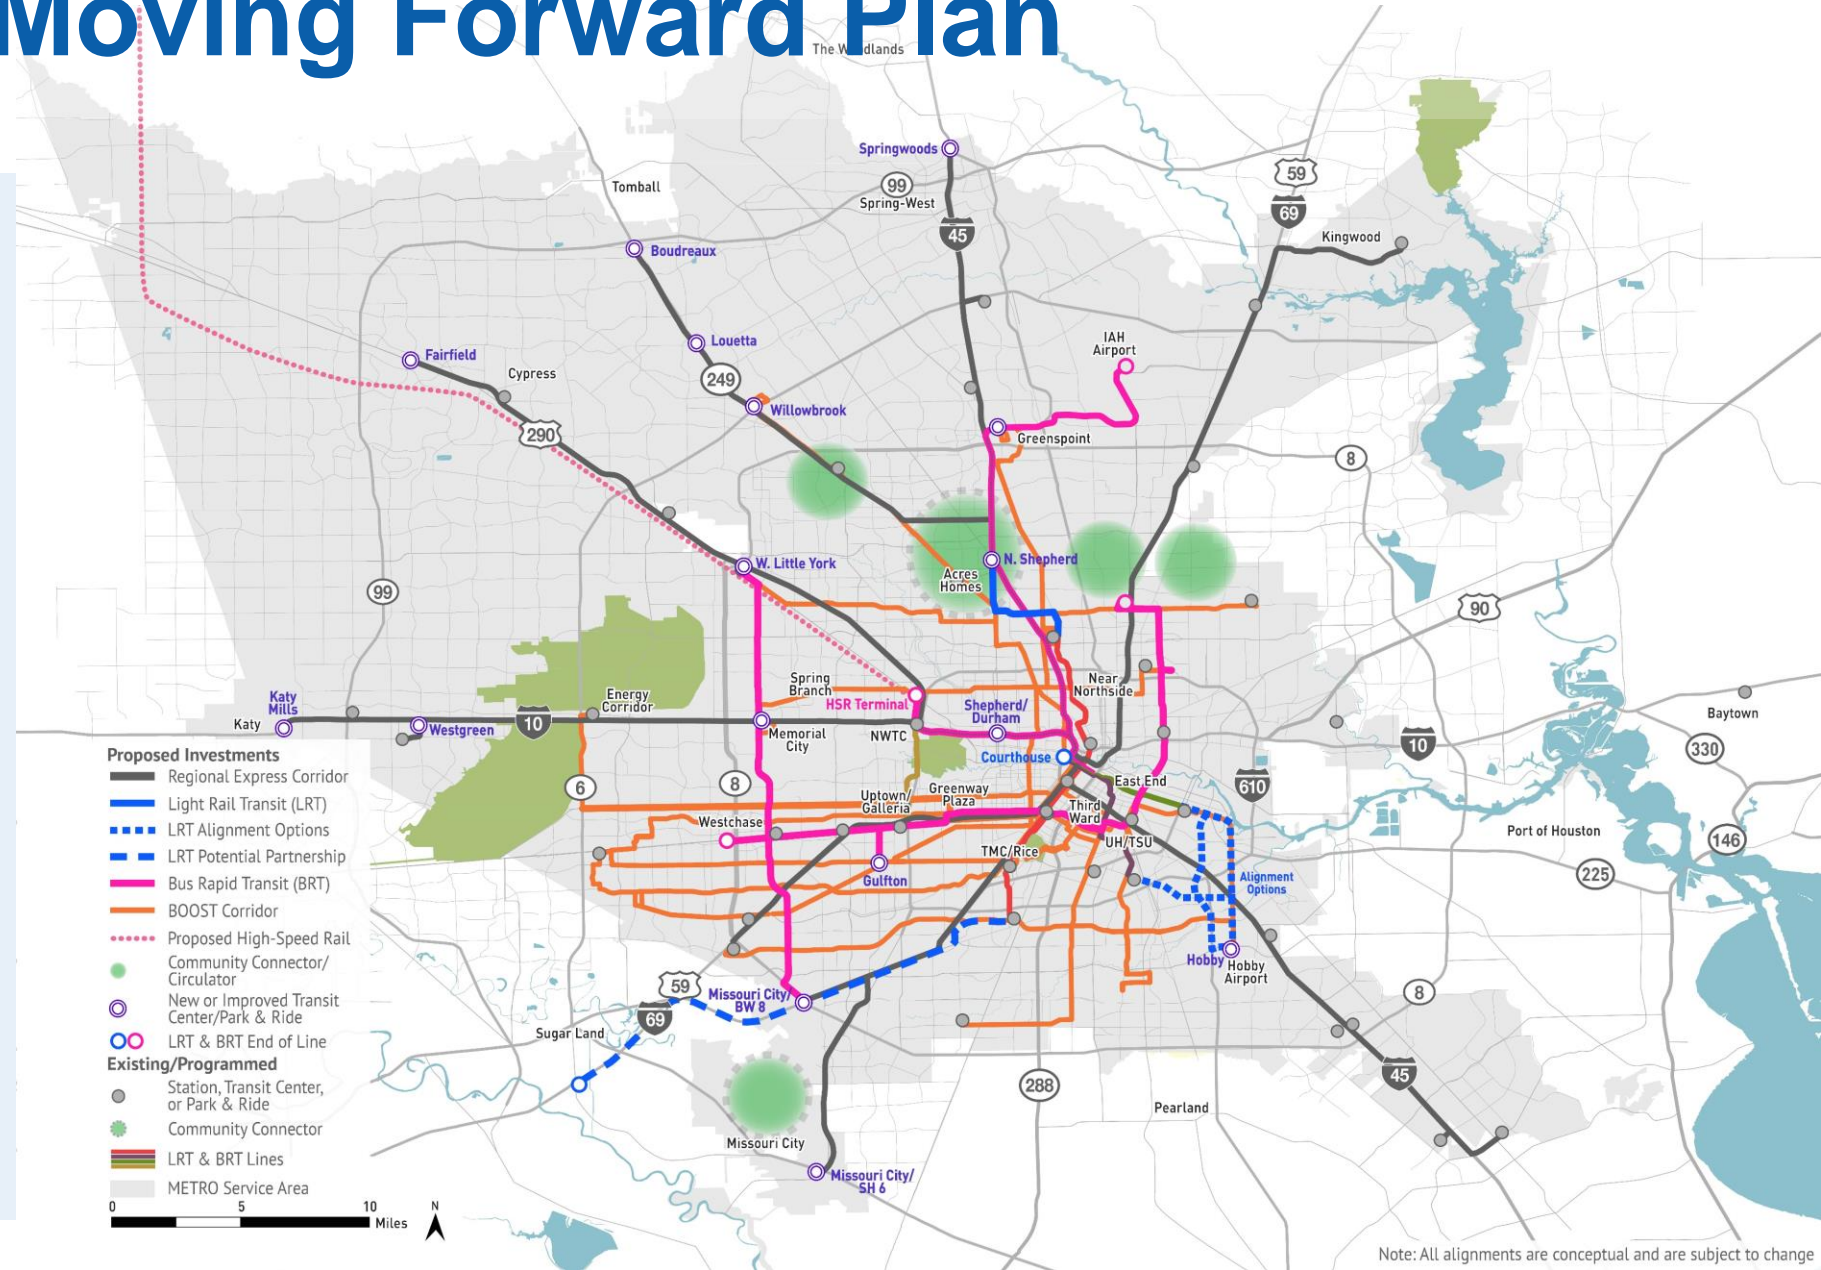 Moving Forward Plan
The Woodlands
Springwoods
99
Spring-West
59
69
Tomball
45
Kingwood
Boudreaux
IAH
Airport
Louetta
Fairfield
Cypress
249
Willowbrook
290
Greenspoint
8
N. Shepherd
W. Little York
Acres
Homes
99
90
Spring
Branch
Near
Northside
Katy
Mills
Energy
Corridor
HSR Terminal
Shepherd/
Durham
Baytown
Katy
Westgreen
10
Memorial
City
NWTC
10
330
Courthouse
6
8
East End
610
Uptown/
Galleria
Greenway
Plaza
Third
Ward
Westchase
Port of Houston
146
TMC/Rice
UH/TSU
225
Gulfton
Alignment
Options
Hobby
Hobby
Airport
59
Missouri City/
BW 8
8
69
Sugar Land
45
288
Pearland
Missouri City
Missouri City/
SH 6
Proposed Investments
Regional Express Corridor
Light Rail Transit (LRT)
LRT Alignment Options
LRT Potential Partnership
Bus Rapid Transit (BRT)
BOOST Corridor
Proposed High-Speed Rail
Community Connector/
Circulator
New or Improved Transit
Center/Park & Ride
LRT & BRT End of Line
Existing/Programmed
Station, Transit Center,
or Park & Ride
Community Connector
LRT & BRT Lines
METRO Service Area
0 5 10
Miles
N
Note: All alignments are conceptual and are subject to change